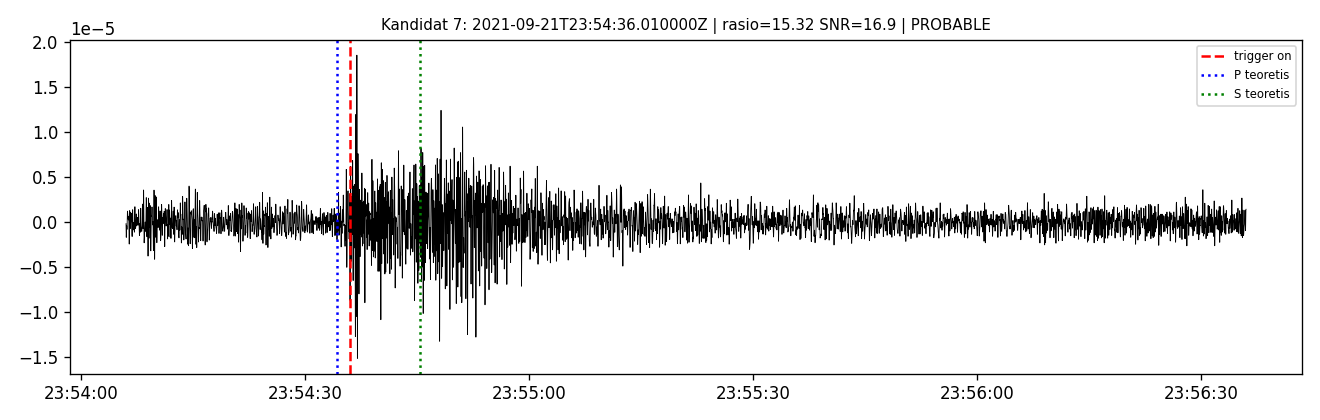 Kandidat 7: 2021-09-21T23:54:36.010000Z | rasio=15.32 SNR=16.9 | PROBABLE
1e−5
2.0
1.5
1.0
0.5
0.0
−0.5
−1.0
−1.5
trigger on
P teoretis
S teoretis
23:54:00
23:54:30
23:55:00
23:55:30
23:56:00
23:56:30